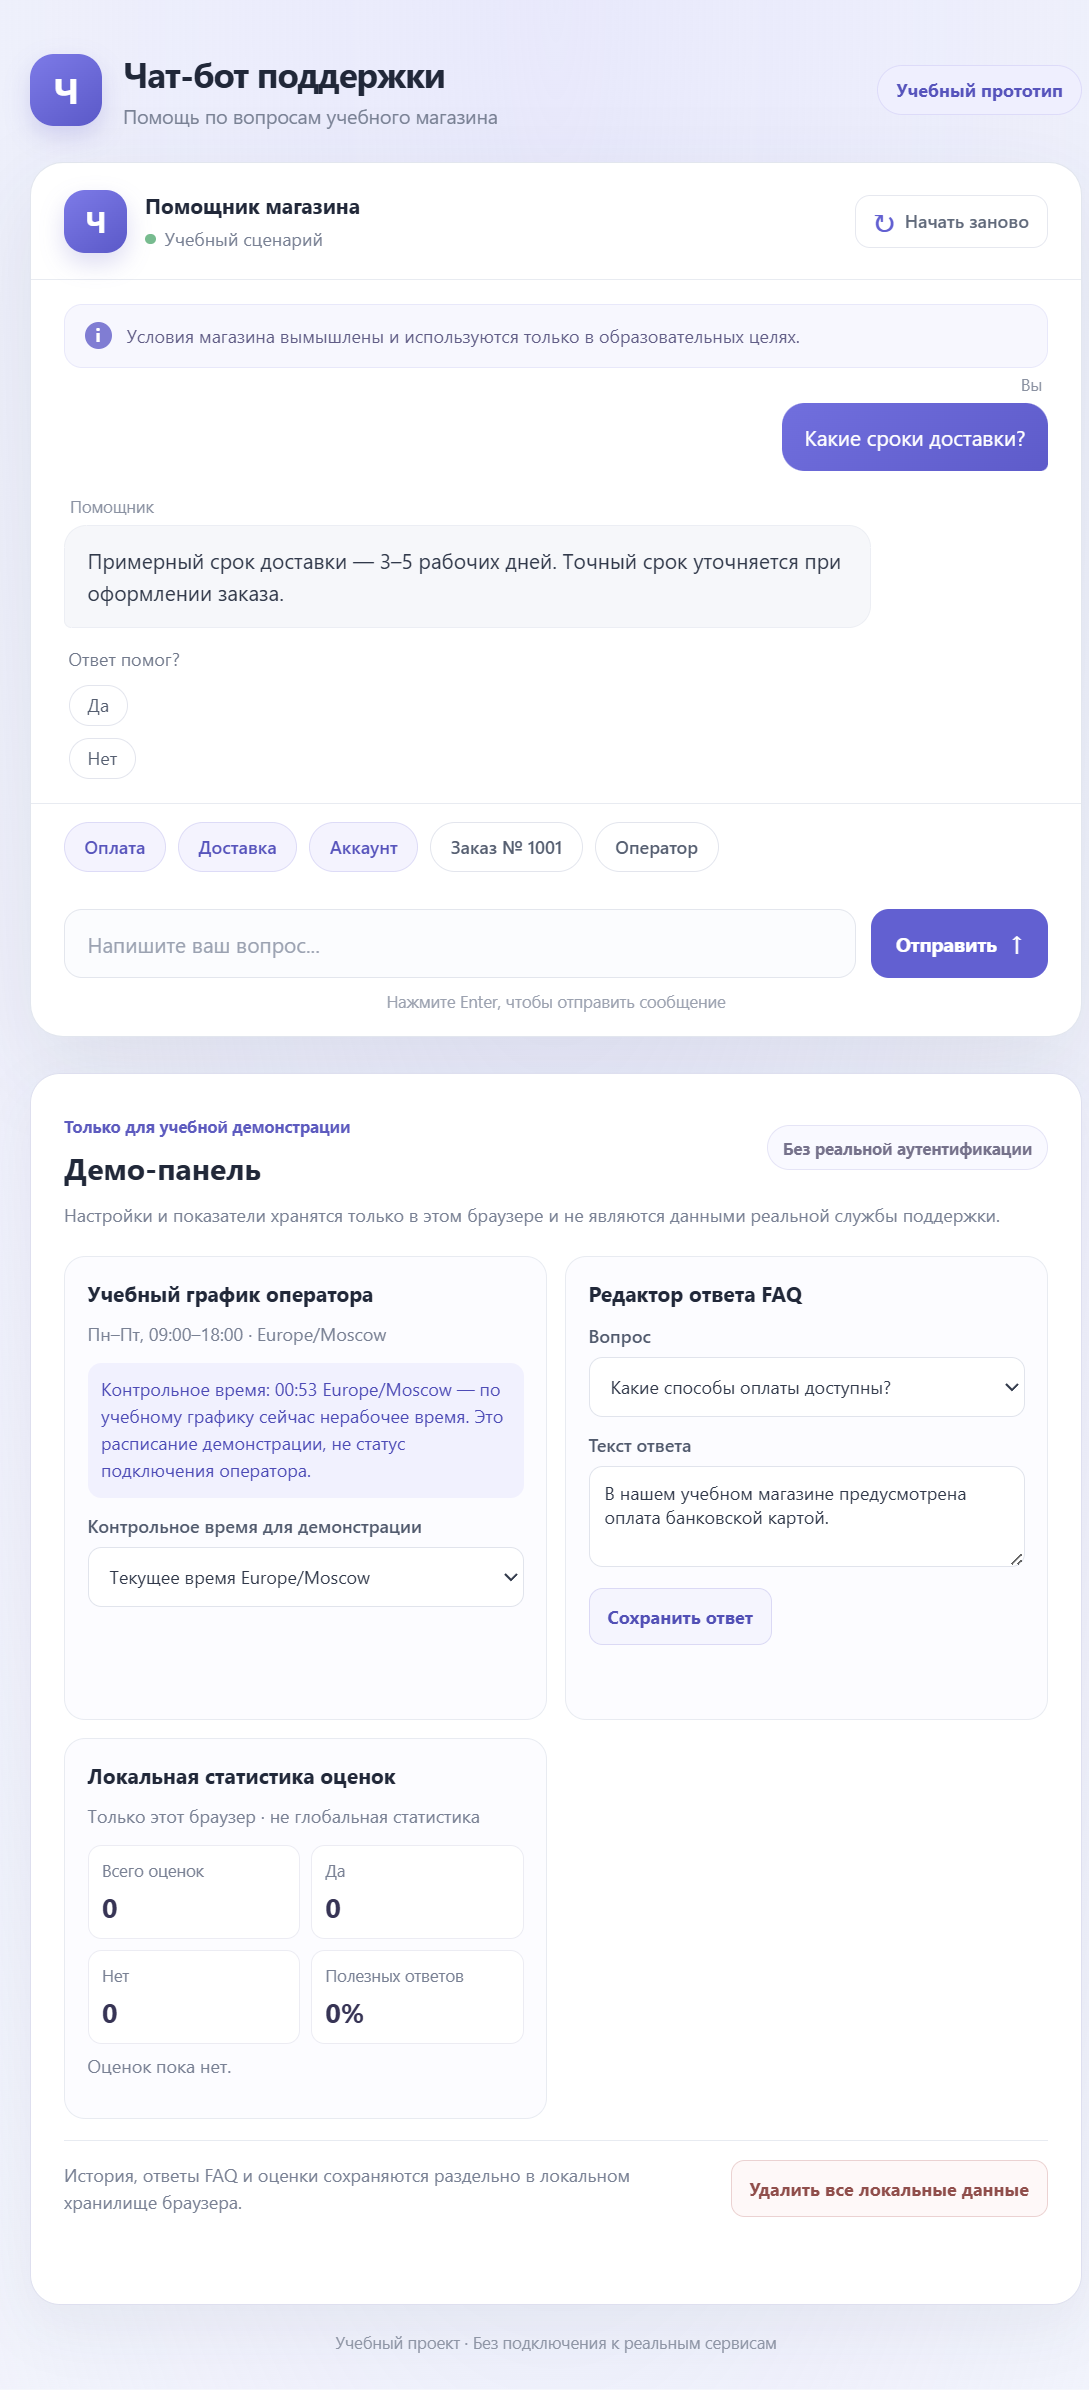 Ч
Чат-бот поддержки
Помощь по вопросам учебного магазина
Учебный прототип
Ч
Помощник магазина
Учебный сценарий
↻ Начать заново
i Условия магазина вымышлены и используются только в образовательных целях.
Вы
Какие сроки доставки?
Помощник
Примерный срок доставки — 3–5 рабочих дней. Точный срок уточняется при
оформлении заказа.
Ответ помог?
Да
Нет
Оплата
Доставка
Аккаунт
Заказ № 1001
Оператор
Напишите ваш вопрос...
Отправить ↑
Нажмите Enter, чтобы отправить сообщение
Только для учебной демонстрации
Демо-панель
Без реальной аутентификации
Настройки и показатели хранятся только в этом браузере и не являются данными реальной службы поддержки.
Учебный график оператора
Пн–Пт, 09:00–18:00 · Europe/Moscow
Контрольное время: 00:53 Europe/Moscow — по
учебному графику сейчас нерабочее время. Это
расписание демонстрации, не статус
подключения оператора.
Контрольное время для демонстрации
Текущее время Europe/Moscow
Редактор ответа FAQ
Вопрос
Какие способы оплаты доступны?
Текст ответа
В нашем учебном магазине предусмотрена
оплата банковской картой.
Сохранить ответ
Локальная статистика оценок
Только этот браузер · не глобальная статистика
Всего оценок
0
Да
0
Нет
0
Полезных ответов
0%
Оценок пока нет.
История, ответы FAQ и оценки сохраняются раздельно в локальном
хранилище браузера.
Удалить все локальные данные
Учебный проект · Без подключения к реальным сервисам